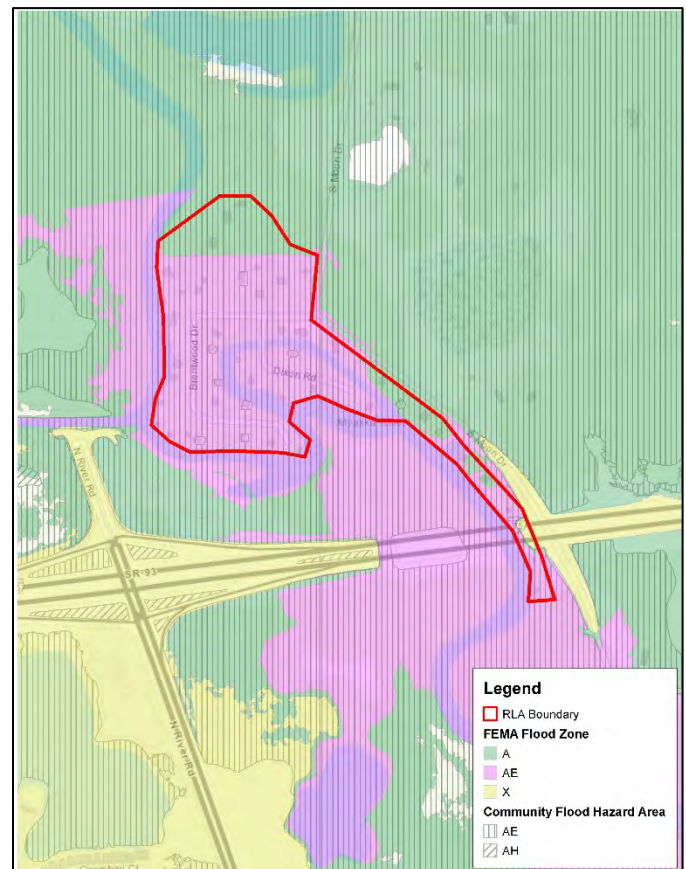 S Moon Dr
Brentwood Dr
Dixon Rd
S Moon Dr
N River Rd
SR 93
N River Rd
Legend
RLA Boundary
FEMA Flood Zone
A
AE
X
Community Flood Hazard Area
AE
AH